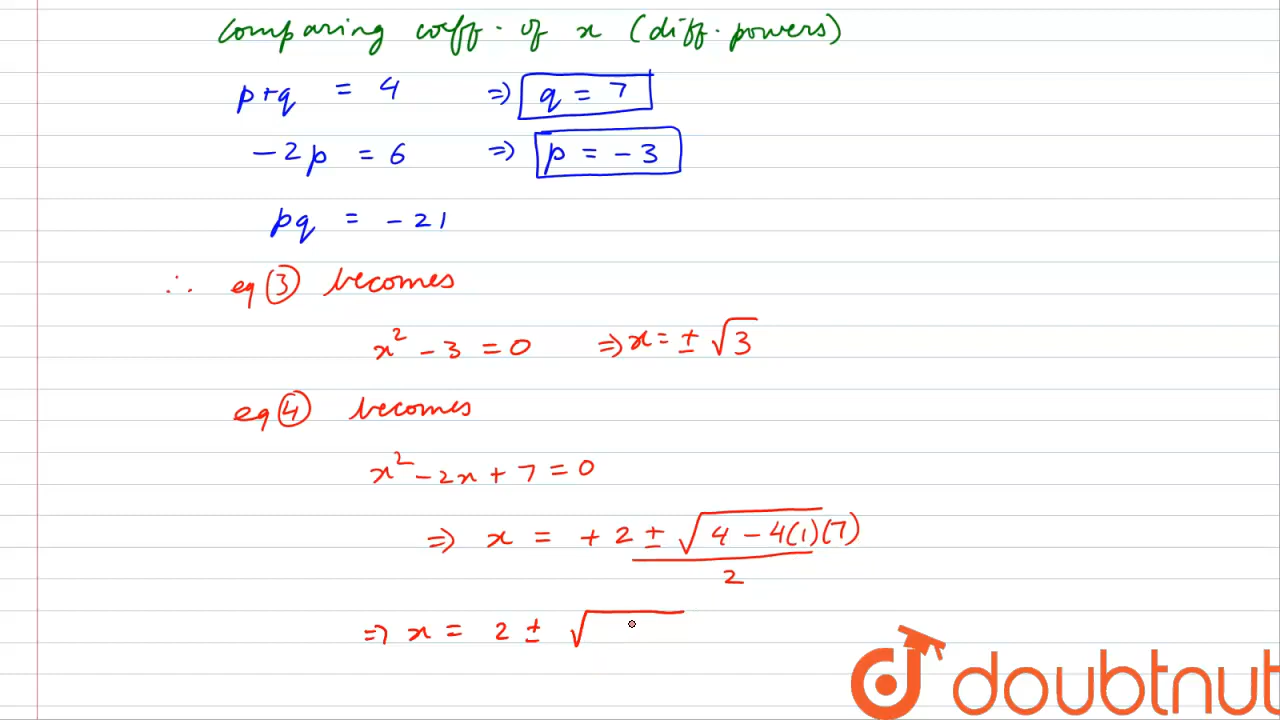 comparing coeff. of x (diff. powers)
p+q = 4 ⇒ q = 7
-2p = 6 ⇒ p = -3
pq = -21
∴ eq ③ becomes
x² - 3 = 0 ⇒ x = ± √3
eq ④ becomes
x² - 2x + 7 = 0
⇒ x = + 2 ± √4 - 4(1)(7)
2
⇒ x = 2 ± √
doubtnut